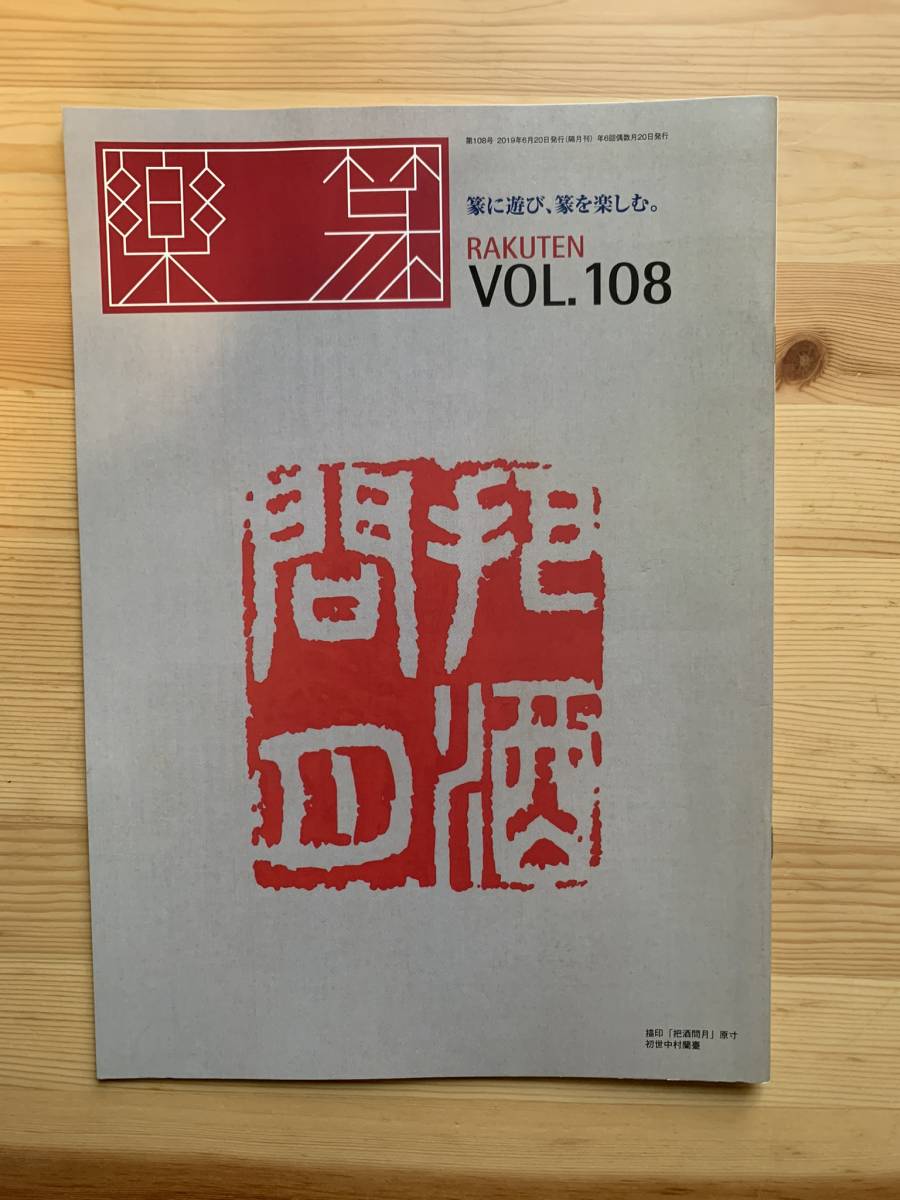 第108号 2019年6月20日発行(隔月刊) 年6回偶数月20日発行
楽篆
篆に遊び、篆を楽しむ。
RAKUTEN
VOL.108
把酒問月
搨印「把酒問月」原寸
初世中村蘭臺